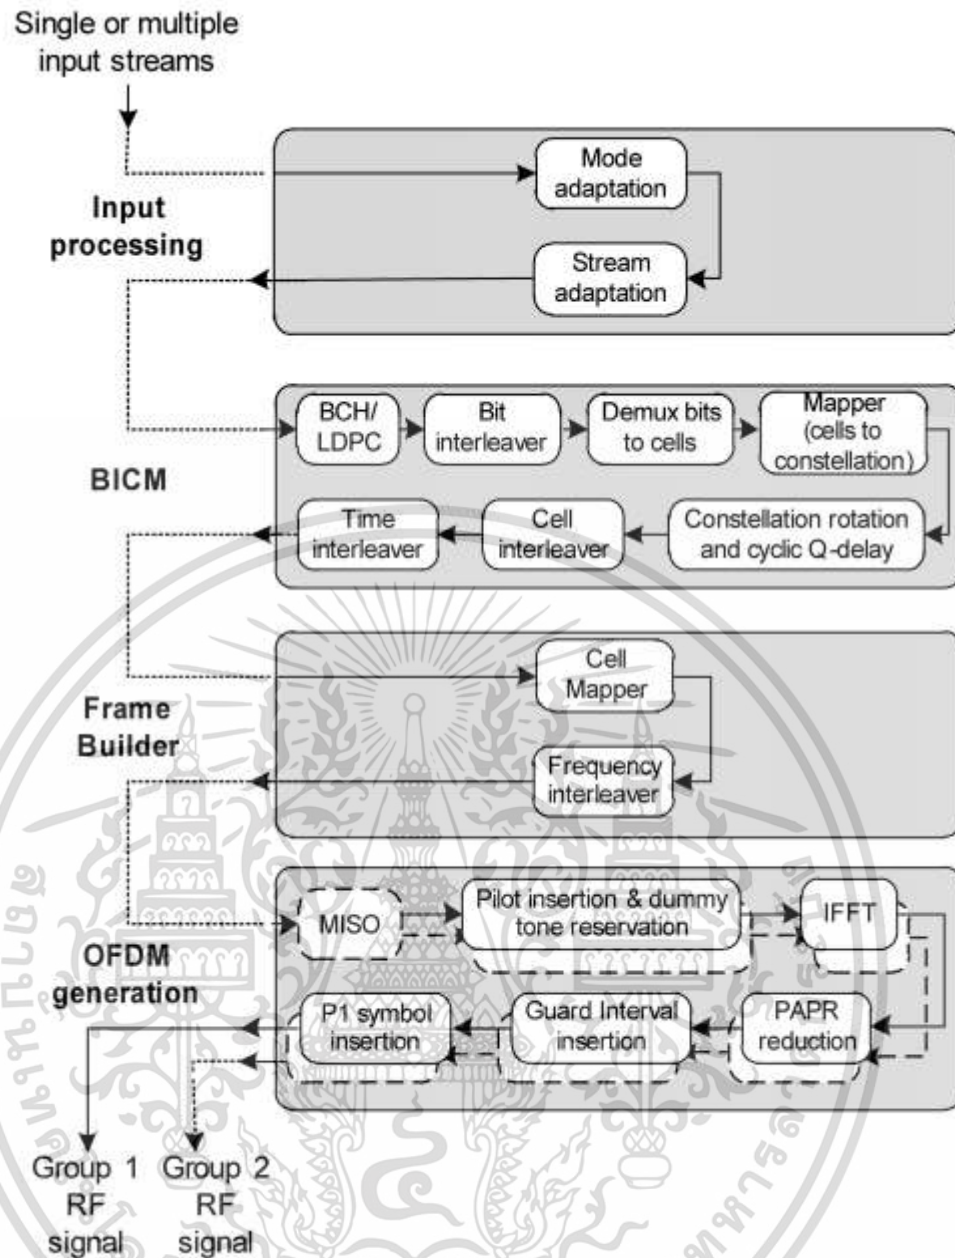 Single or multiple
input streams
Input
processing
Mode
adaptation
Stream
adaptation
BICM
BCH/
LDPC
Bit
interleaver
Demux bits
to cells
Mapper
(cells to
constellation)
Time
interleaver
Cell
interleaver
Constellation rotation
and cyclic Q-delay
Frame
Builder
Cell
Mapper
Frequency
interleaver
OFDM
generation
MISO
Pilot insertion & dummy
tone reservation
IFFT
P1 symbol
insertion
Guard Interval
insertion
PAPR
reduction
Group 1
RF
signal
Group 2
RF
signal